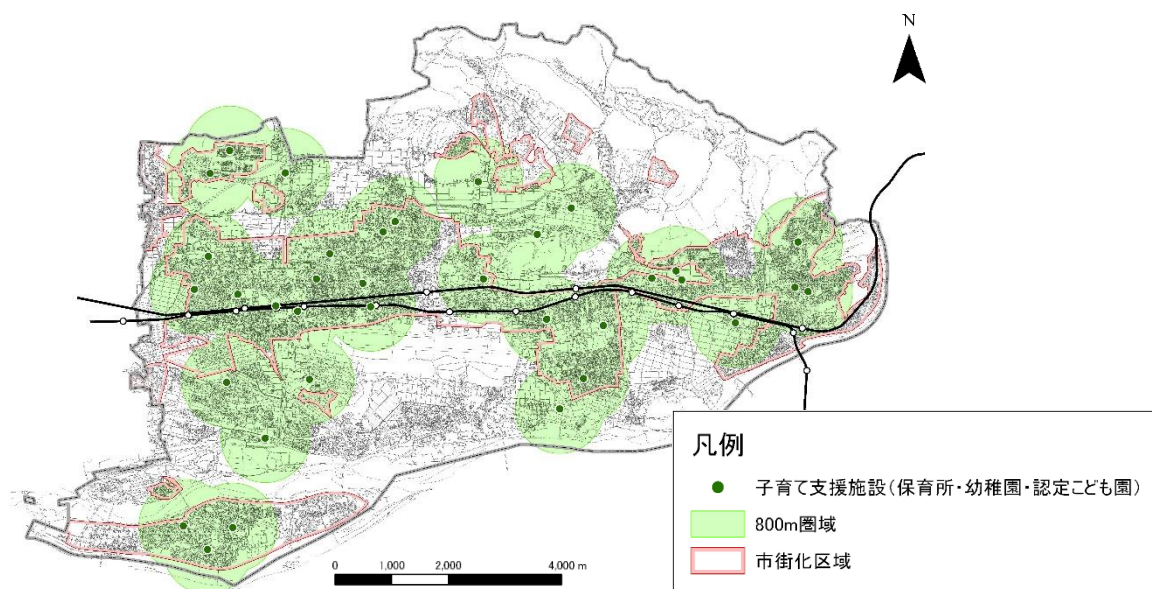 N
凡例
子育て支援施設(保育所・幼稚園・認定こども園)
800m圏域
市街化区域
0 1,000 2,000 4,000 m